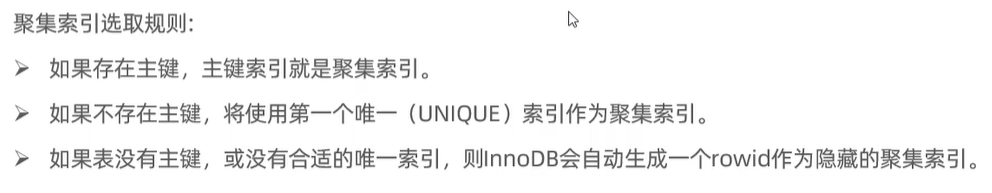 聚集索引选取规则:
➢ 如果存在主键，主键索引就是聚集索引。
➢ 如果不存在主键，将使用第一个唯一（UNIQUE）索引作为聚集索引。
➢ 如果表没有主键，或没有合适的唯一索引，则InnoDB会自动生成一个rowid作为隐藏的聚集索引。